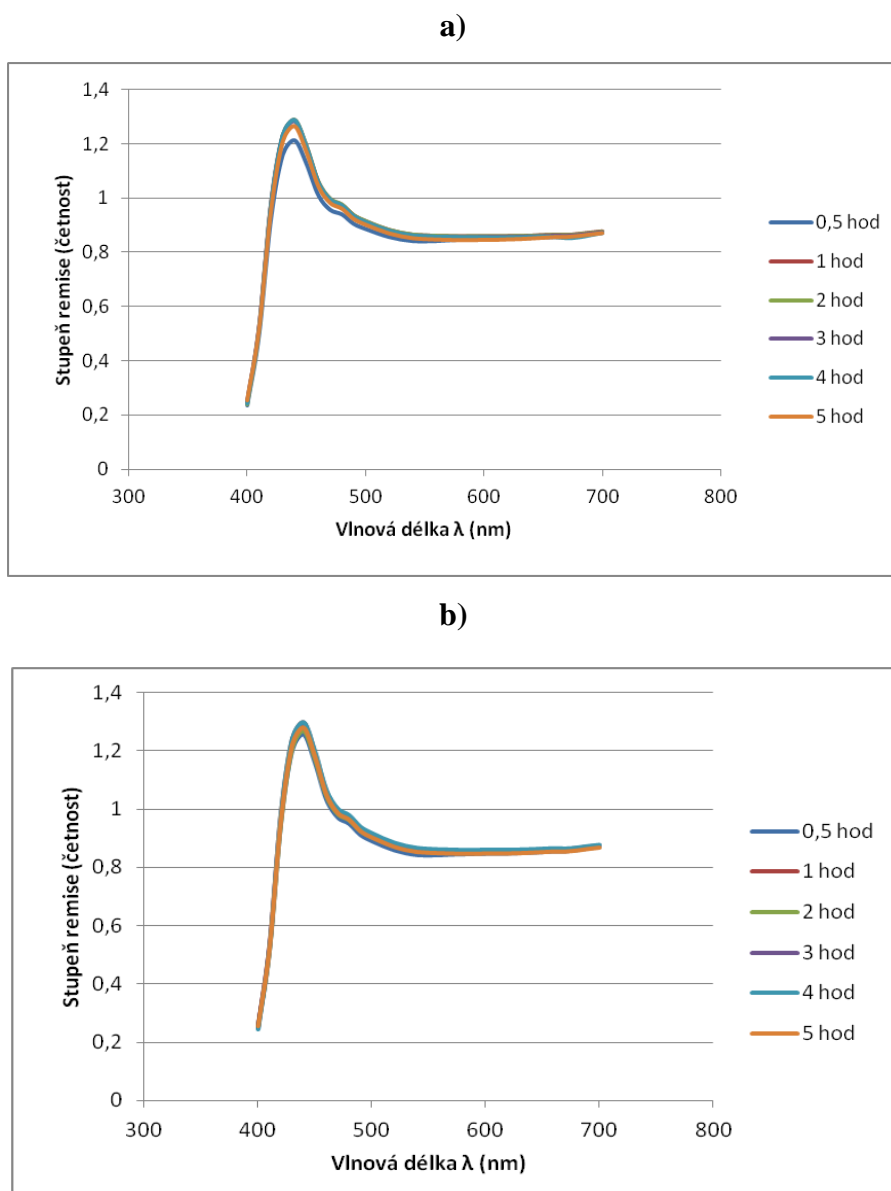 a)
1,4
1,2
1
0,8
0,6
0,4
0,2
0
Stupeň remise (četnost)
300 400 500 600 700 800
Vlnová délka λ (nm)
0,5 hod
1 hod
2 hod
3 hod
4 hod
5 hod
b)
1,4
1,2
1
0,8
0,6
0,4
0,2
0
Stupeň remise (četnost)
300 400 500 600 700 800
Vlnová délka λ (nm)
0,5 hod
1 hod
2 hod
3 hod
4 hod
5 hod